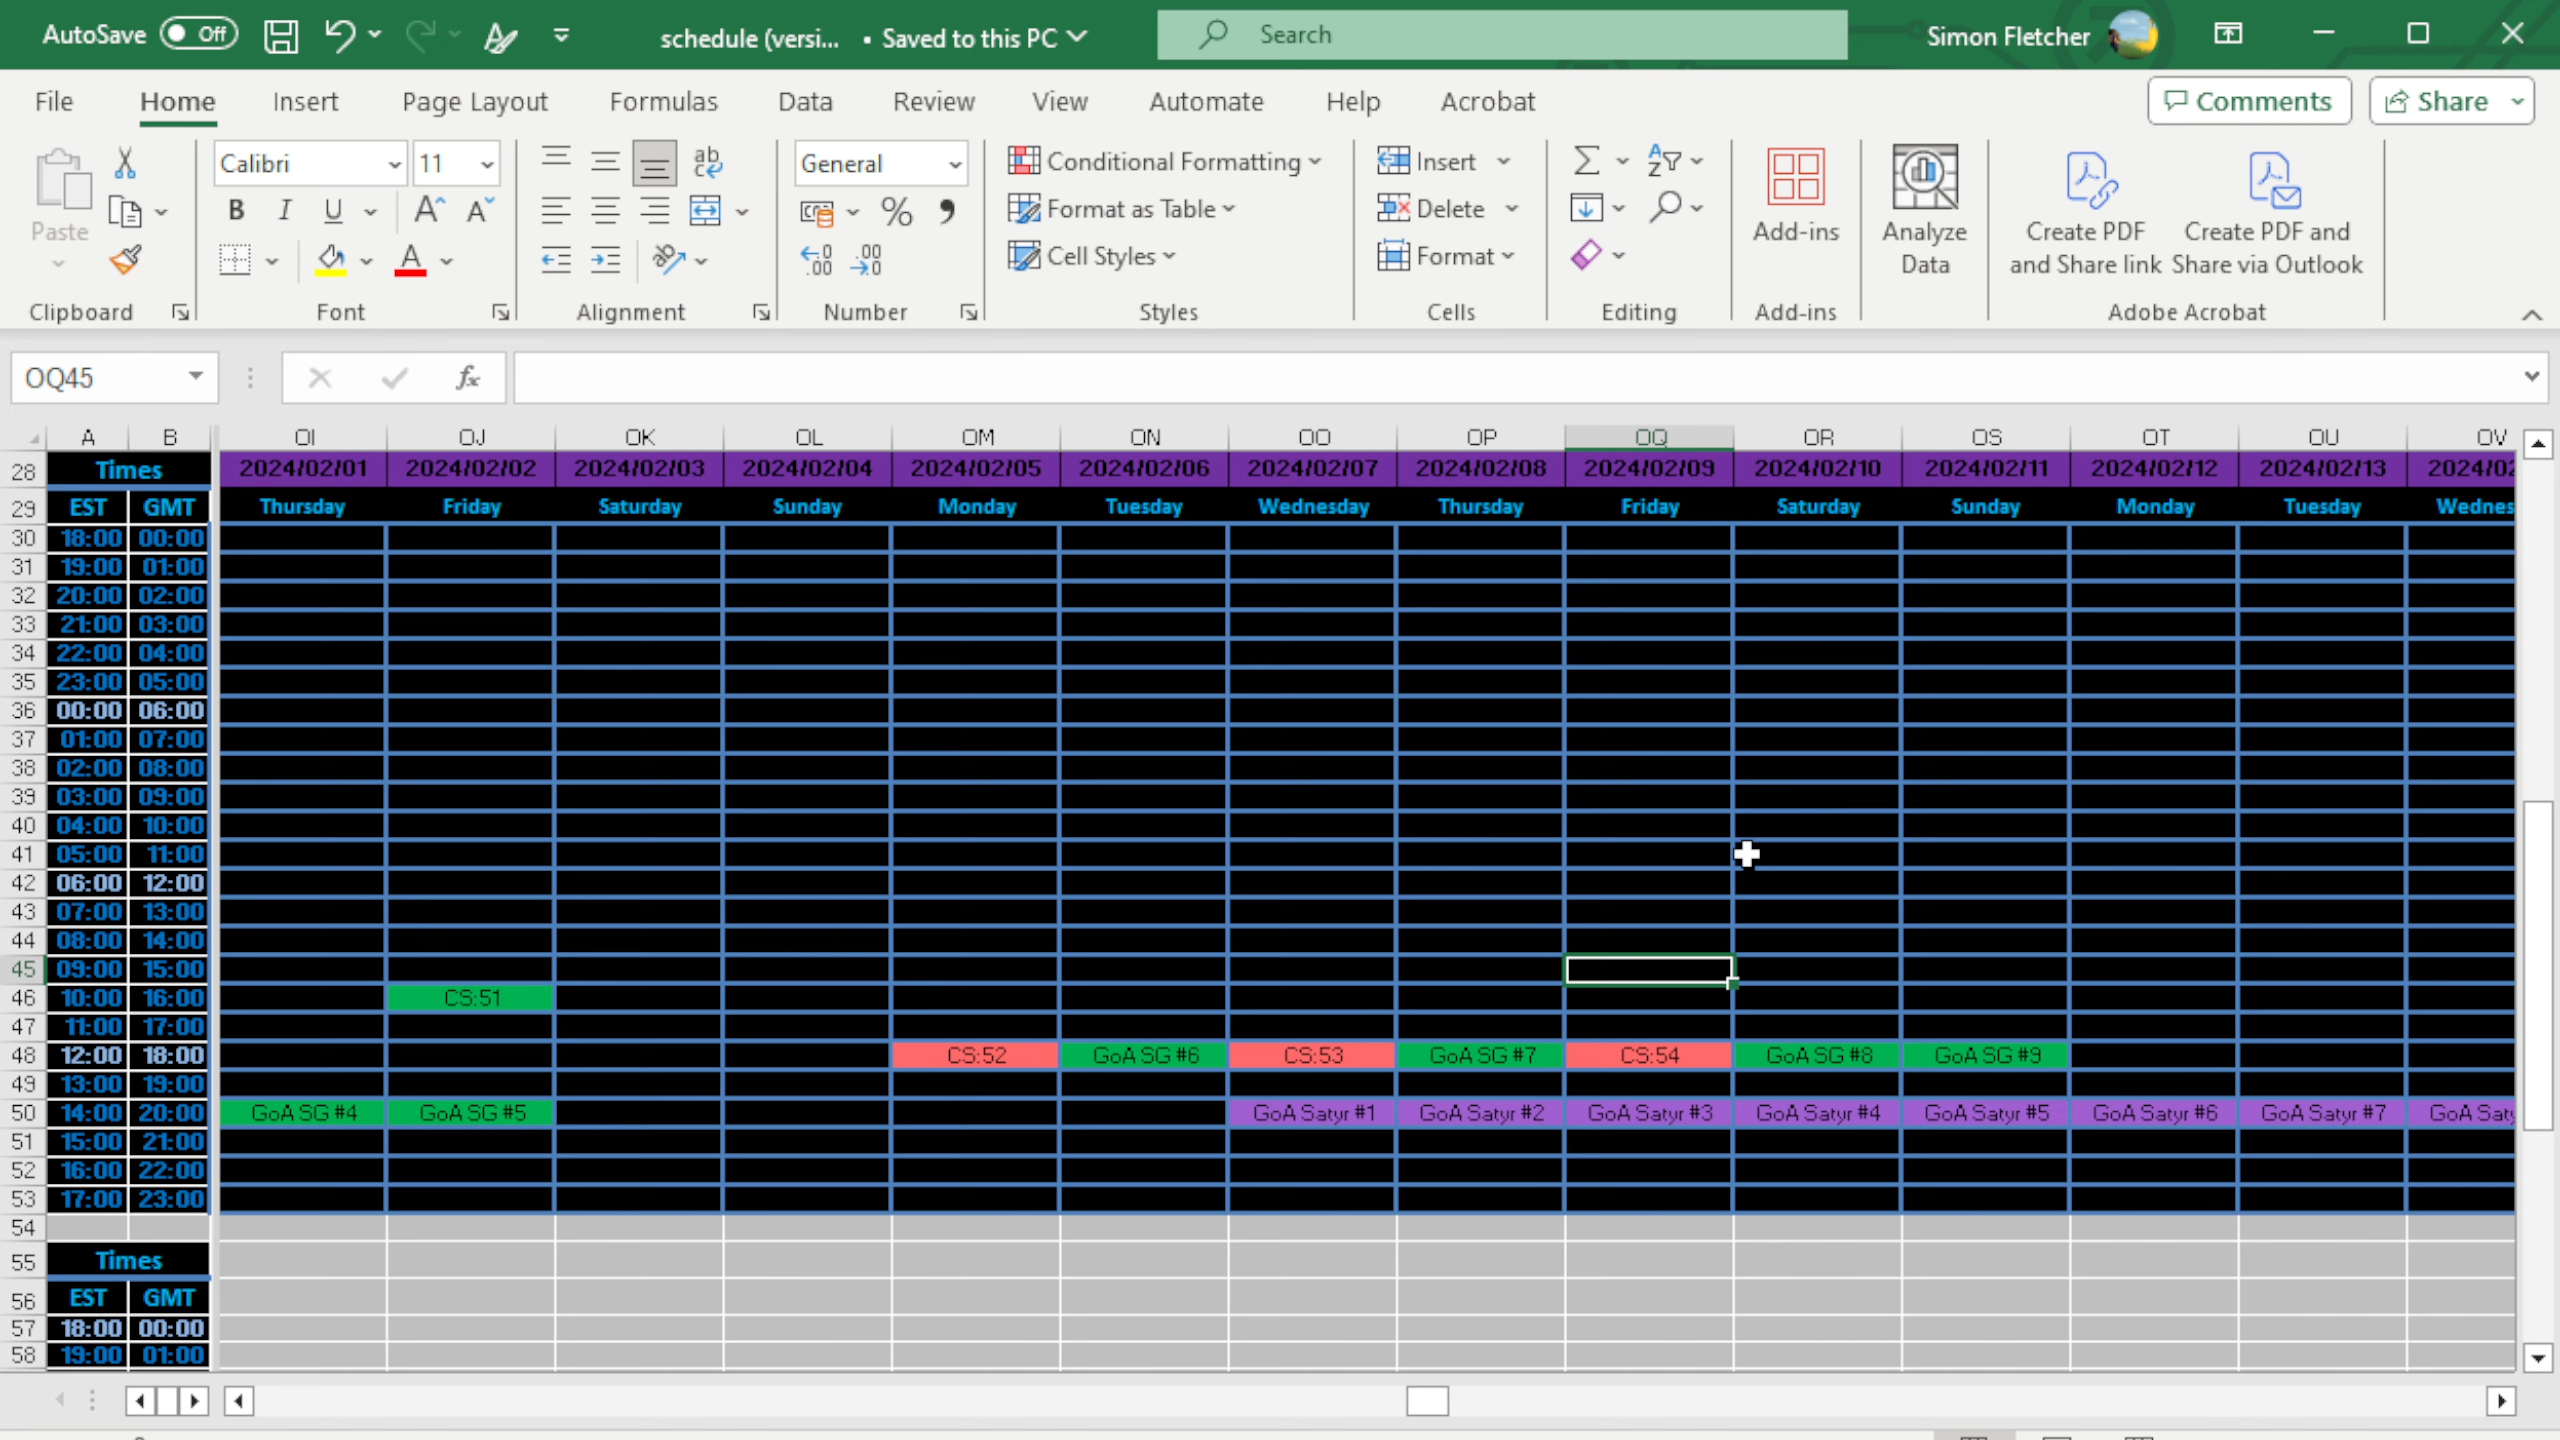 AutoSave Off schedule (versi... • Saved to this PC Search Simon Fletcher
File Home Insert Page Layout Formulas Data Review View Automate Help Acrobat Comments Share
Paste Calibri 11 General Conditional Formatting Insert
B I U Format as Table Delete Add-ins Analyze Data Create PDF and Share link Create PDF and Share via Outlook
Cell Styles Format
Clipboard Font Alignment Number Styles Cells Editing Add-ins Adobe Acrobat
OQ45 fx
A B OI OJ OK OL OM ON OO OP OQ OR OS OT OU OV
28 Times 2024/02/01 2024/02/02 2024/02/03 2024/02/04 2024/02/05 2024/02/06 2024/02/07 2024/02/08 2024/02/09 2024/02/10 2024/02/11 2024/02/12 2024/02/13 2024/02
29 EST GMT Thursday Friday Saturday Sunday Monday Tuesday Wednesday Thursday Friday Saturday Sunday Monday Tuesday Wednes
30 18:00 00:00
31 19:00 01:00
32 20:00 02:00
33 21:00 03:00
34 22:00 04:00
35 23:00 05:00
36 00:00 06:00
37 01:00 07:00
38 02:00 08:00
39 03:00 09:00
40 04:00 10:00
41 05:00 11:00
42 06:00 12:00
43 07:00 13:00
44 08:00 14:00
45 09:00 15:00
46 10:00 16:00 CS:51
47 11:00 17:00
48 12:00 18:00 CS:52 GoA SG #6 CS:53 GoA SG #7 CS:54 GoA SG #8 GoA SG #9
49 13:00 19:00
50 14:00 20:00 GoA SG #4 GoA SG #5 GoA Satyr #1 GoA Satyr #2 GoA Satyr #3 GoA Satyr #4 GoA Satyr #5 GoA Satyr #6 GoA Satyr #7 GoA Saty
51 15:00 21:00
52 16:00 22:00
53 17:00 23:00
54
55 Times
56 EST GMT
57 18:00 00:00
58 19:00 01:00